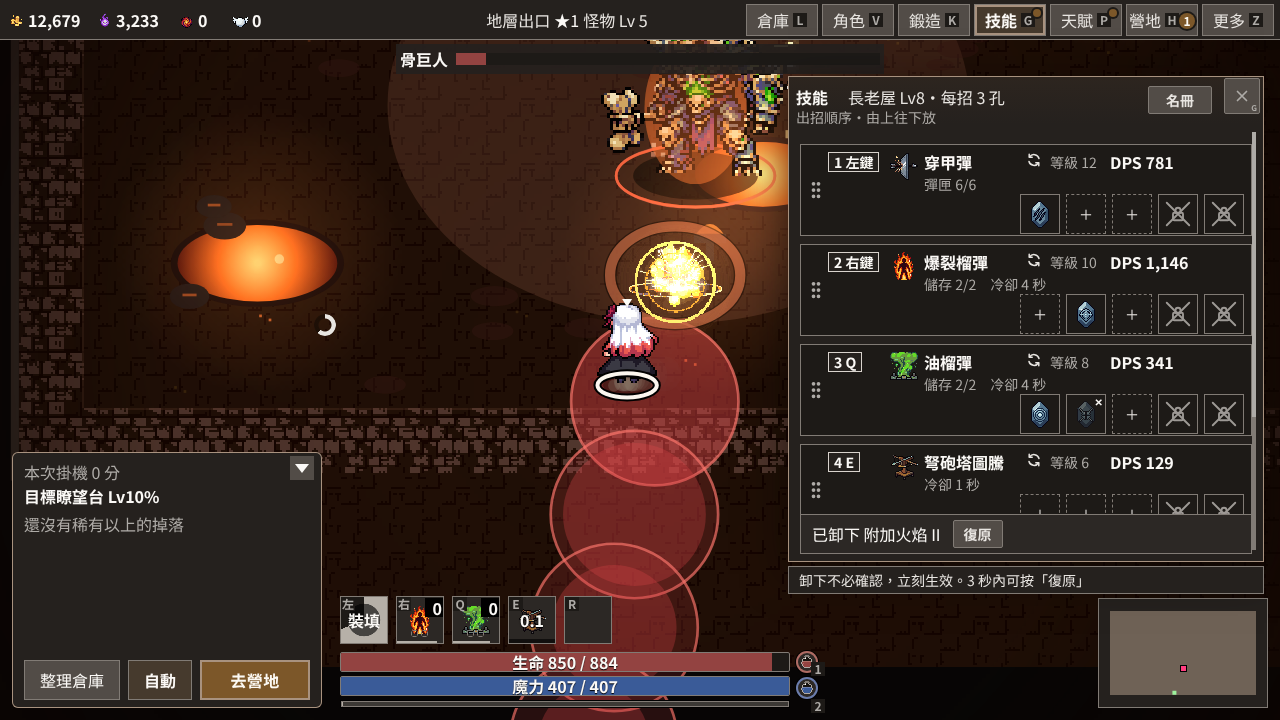 12,679 3,233 0 0
地層出口 ★1 怪物 Lv 5
倉庫 L
角色 V
鍛造 K
技能 G
天賦 P
營地 H 1
更多 Z
骨巨人
技能 長老屋 Lv8・每招 3 孔
出招順序・由上往下放
名冊
G
1 左鍵 穿甲彈 等級 12 DPS 781
彈匣 6/6
2 右鍵 爆裂榴彈 等級 10 DPS 1,146
儲存 2/2 冷卻 4 秒
3 Q 油榴彈 等級 8 DPS 341
儲存 2/2 冷卻 4 秒
4 E 弩砲塔圖騰 等級 6 DPS 129
冷卻 1 秒
已卸下 附加火焰 II 復原
卸下不必確認，立刻生效。3 秒內可按「復原」
本次掛機 0 分
目標瞭望台 Lv10%
還沒有稀有以上的掉落
整理倉庫
自動
去營地
左 裝填
右 0
Q 0
E 0.1
R
生命 850 / 884
1
魔力 407 / 407
2